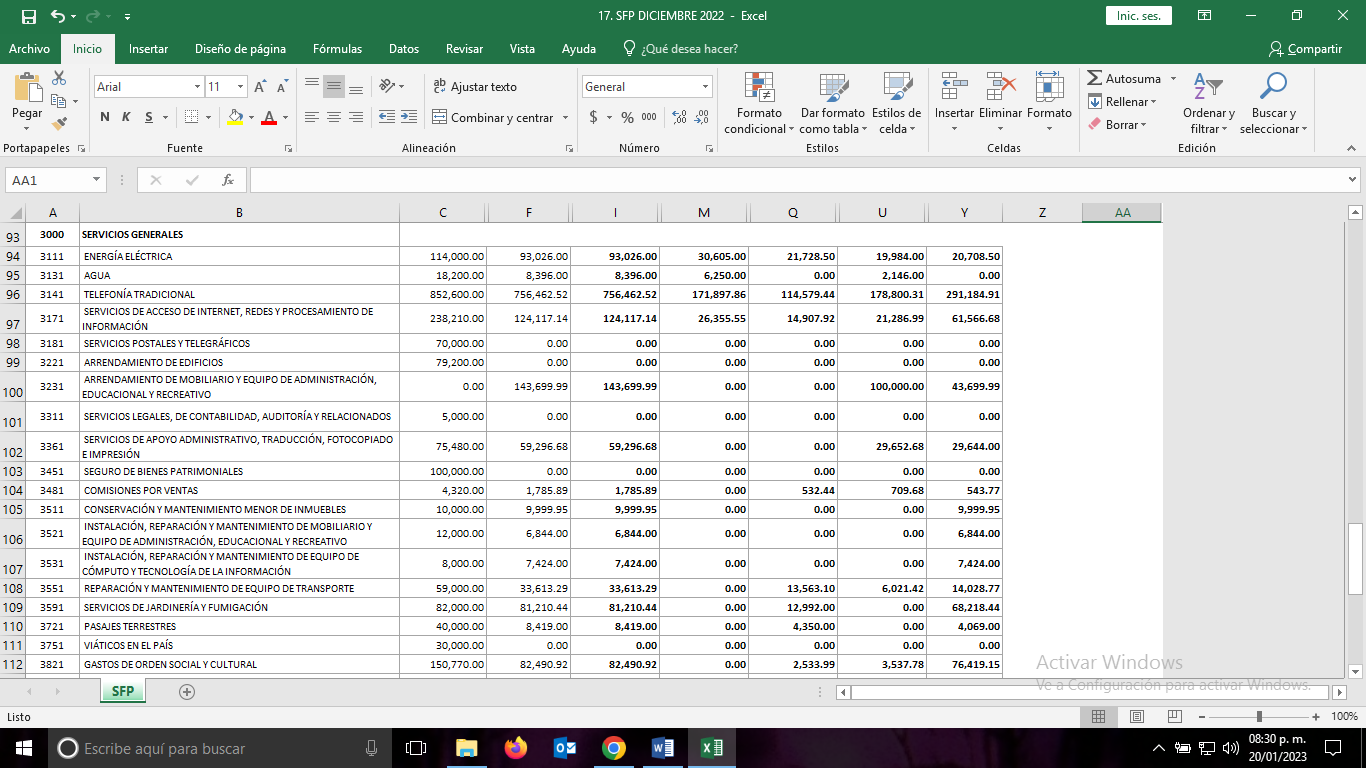 17. SFP DICIEMBRE 2022 - Excel
Inic. ses.
Archivo Inicio Insertar Diseño de página Fórmulas Datos Revisar Vista Ayuda ¿Qué desea hacer? Compartir
Pegar
Arial 11
N K S
Ajustar texto
Combinar y centrar
General
$ % 000
Formato condicional
Dar formato como tabla
Estilos de celda
Insertar Eliminar Formato
Autosuma
Rellenar
Borrar
Ordenar y filtrar
Buscar y seleccionar
Portapapeles Fuente Alineación Número Estilos Celdas Edición
AA1 fx
A B C F I M Q U Y Z AA
93 3000 SERVICIOS GENERALES
94 3111 ENERGÍA ELÉCTRICA 114,000.00 93,026.00 93,026.00 30,605.00 21,728.50 19,984.00 20,708.50
95 3131 AGUA 18,200.00 8,396.00 8,396.00 6,250.00 0.00 2,146.00 0.00
96 3141 TELEFONÍA TRADICIONAL 852,600.00 756,462.52 756,462.52 171,897.86 114,579.44 178,800.31 291,184.91
97 3171 SERVICIOS DE ACCESO DE INTERNET, REDES Y PROCESAMIENTO DE
INFORMACIÓN 238,210.00 124,117.14 124,117.14 26,355.55 14,907.92 21,286.99 61,566.68
98 3181 SERVICIOS POSTALES Y TELEGRÁFICOS 70,000.00 0.00 0.00 0.00 0.00 0.00 0.00
99 3221 ARRENDAMIENTO DE EDIFICIOS 79,200.00 0.00 0.00 0.00 0.00 0.00 0.00
100 3231 ARRENDAMIENTO DE MOBILIARIO Y EQUIPO DE ADMINISTRACIÓN,
EDUCACIONAL Y RECREATIVO 0.00 143,699.99 143,699.99 0.00 0.00 100,000.00 43,699.99
101 3311 SERVICIOS LEGALES, DE CONTABILIDAD, AUDITORÍA Y RELACIONADOS 5,000.00 0.00 0.00 0.00 0.00 0.00 0.00
102 3361 SERVICIOS DE APOYO ADMINISTRATIVO, TRADUCCIÓN, FOTOCOPIADO
E IMPRESIÓN 75,480.00 59,296.68 59,296.68 0.00 0.00 29,652.68 29,644.00
103 3451 SEGURO DE BIENES PATRIMONIALES 100,000.00 0.00 0.00 0.00 0.00 0.00 0.00
104 3481 COMISIONES POR VENTAS 4,320.00 1,785.89 1,785.89 0.00 532.44 709.68 543.77
105 3511 CONSERVACIÓN Y MANTENIMIENTO MENOR DE INMUEBLES 10,000.00 9,999.95 9,999.95 0.00 0.00 0.00 9,999.95
106 3521 INSTALACIÓN, REPARACIÓN Y MANTENIMIENTO DE MOBILIARIO Y
EQUIPO DE ADMINISTRACIÓN, EDUCACIONAL Y RECREATIVO 12,000.00 6,844.00 6,844.00 0.00 0.00 0.00 6,844.00
107 3531 INSTALACIÓN, REPARACIÓN Y MANTENIMIENTO DE EQUIPO DE
CÓMPUTO Y TECNOLOGÍA DE LA INFORMACIÓN 8,000.00 7,424.00 7,424.00 0.00 0.00 0.00 7,424.00
108 3551 REPARACIÓN Y MANTENIMIENTO DE EQUIPO DE TRANSPORTE 59,000.00 33,613.29 33,613.29 0.00 13,563.10 6,021.42 14,028.77
109 3591 SERVICIOS DE JARDINERÍA Y FUMIGACIÓN 82,000.00 81,210.44 81,210.44 0.00 12,992.00 0.00 68,218.44
110 3721 PASAJES TERRESTRES 40,000.00 8,419.00 8,419.00 0.00 4,350.00 0.00 4,069.00
111 3751 VIÁTICOS EN EL PAÍS 30,000.00 0.00 0.00 0.00 0.00 0.00 0.00
112 3821 GASTOS DE ORDEN SOCIAL Y CULTURAL 150,770.00 82,490.92 82,490.92 0.00 2,533.99 3,537.78 76,419.15
Activar Windows
Ve a Configuración para activar Windows.
SFP
Listo 100%
Escribe aquí para buscar
08:30 p. m.
20/01/2023